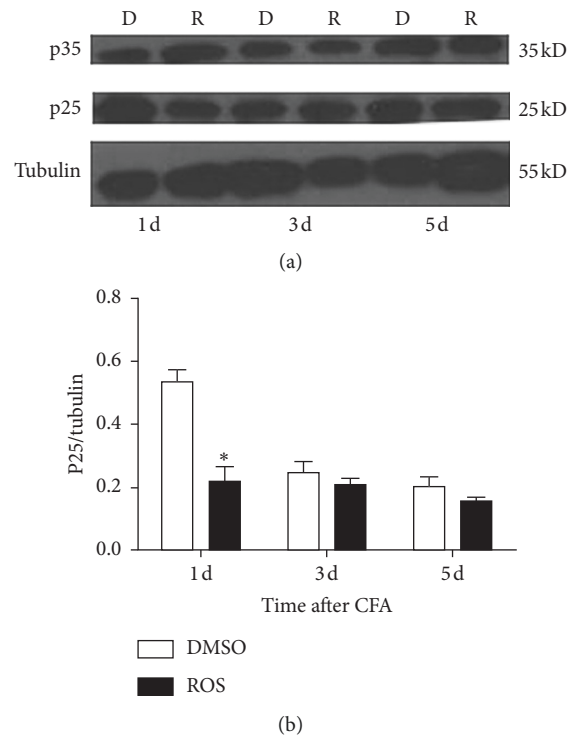 D R D R D R
p35 35 kD
p25 25 kD
Tubulin 55 kD
1 d 3 d 5 d
(a)
0.8
0.6
0.4
0.2
0.0
P25/tubulin
*
1 d 3 d 5 d
Time after CFA
DMSO
ROS
(b)